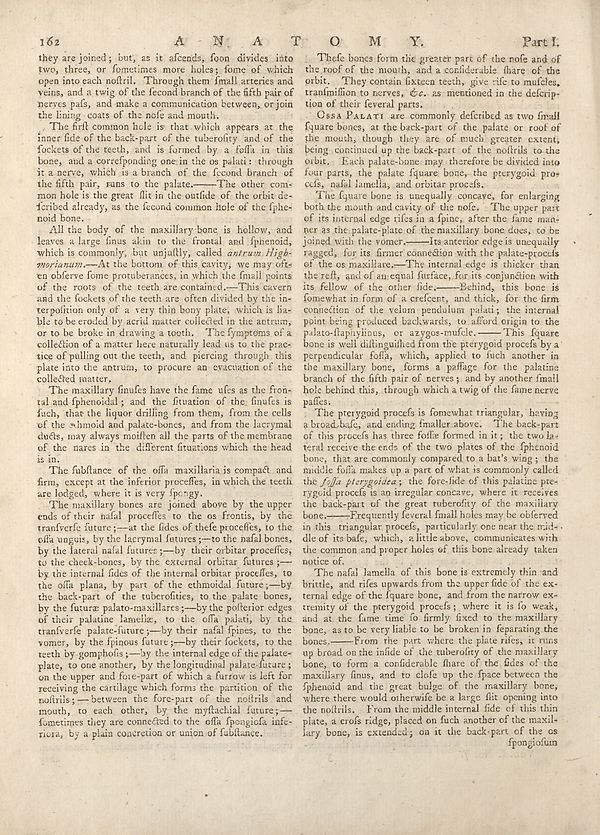 162 A N A T O M Y. Part I.
they are joined; but, as it aſcends, ſoon divides into
two, three, or ſometimes more holes; ſome of which
open into each noſtril. Through them ſmall arteries and
veins, and a twig of the ſecond branch of the fifth pair of
nerves paſs, and make a communication between, or join
the lining coats of the noſe and mouth.
The firſt common hole is that which appears at the
inner ſide of the back-part of the tuberoſity and of the
ſockets of the teeth, and is formed by a foſſa in this
bone, and a correſponding one in the os palati: through
it a nerve, which is a branch of the ſecond branch of
the fifth pair, runs to the palate.——The other com-
mon hole is the great ſlit in the outſide of the orbit de-
ſcribed already, as the ſecond common hole of the ſphe-
noid bone.
All the body of the maxillary bone is hollow, and
leaves a large ſinus akin to the frontal and ſphenoid,
which is commonly, but unjuſtly, called antrum High-
morianum.—At the bottom of this cavity, we may oft-
en obſerve ſome protuberances, in which the ſmall points
of the roots of the teeth are contained.—This cavern
and the ſockets of the teeth are often divided by the in-
terpoſition only of a very thin bony plate, which is lia-
ble to be eroded by acrid matter collected in the antrum,
or to be broke in drawing a tooth. The ſymptoms of a
collection of a matter here naturally lead us to the prac-
tice of pulling out the teeth, and piercing through this
plate into the antrum, to procure an evacuation of the
collected matter.
The maxillary ſinuſes have the ſame uſes as the fron-
tal and ſphenoidal; and the ſituation of the ſinuſes is
ſuch, that the liquor drilling from them, from the cells
of the ethmoid and palate-bones, and from the lacrymal
ducts, may always moiſten all the parts of the membrane
of the nares in the different ſituations which the head
is in.
The ſubſtance of the oſſa maxillaria is compact and
firm, except at the inferior proceſſes, in which the teeth
are lodged, where it is very ſpongy.
The maxillary bones are joined above by the upper
ends of their naſal proceſſes to the os frontis, by the
tranſverſe ſuture;—at the ſides of theſe proceſſes, to the
oſſa unguis, by the lacrymal ſutures;—to the naſal bones,
by the lateral naſal ſutures;—by their orbitar proceſſes,
to the cheek-bones, by the external orbitar ſutures;—
by the internal ſides of the internal orbitar proceſſes, to
the oſſa plana, by part of the ethmoidal ſuture;—by
the back-part of the tuberoſities, to the palate bones,
by the ſuturæ palato-maxillares;—by the poſterior edges
of their palatine lamellæ, to the oſſa palati, by the
tranſverſe palate-ſuture;—by their naſal ſpines, to the
vomer, by the ſpinous ſuture;—by their ſockets, to the
teeth by gomphoſis;—by the internal edge of the palate-
plate, to one another, by the longitudinal palate-ſuture;
on the upper and fore-part of which a furrow is left for
receiving the cartilage which forms the partition of the
noſtrils;—between the fore-part of the noſtrils and
mouth, to each other, by the myſtachial ſuture;—
ſometimes they are connected to the oſſa ſpongioſa infe-
riora, by a plain concretion or union of ſubſtance.
Theſe bones form the greater part of the noſe and of
the roof of the mouth, and a conſiderable ſhare of the
orbit. They contain ſixteen teeth, give riſe to muſcles,
tranſmiſſion to nerves, &c. as mentioned in the deſcrip-
tion of their ſeveral parts.
Ossa Palati are commonly deſcribed as two ſmall
ſquare bones, at the back-part of the palate or roof of
the mouth, though they are of much greater extent,
being continued up the back-part of the noſtrils to the
orbit. Each palate-bone may therefore be divided into
four parts, the palate ſquare bone, the pterygoid pro-
ceſs, naſal lamella, and orbitar proceſs.
The ſquare bone is unequally concave, for enlarging
both the mouth and cavity of the noſe. The upper part
of its internal edge riſes in a ſpine, after the ſame man-
ner as the palate-plate of the maxillary bone does, to be
joined with the vomer.——Its anterior edge is unequally
ragged, for its firmer connection with the palate-proceſs
of the os maxillare.—The internal edge is thicker than
the reſt, and of an equal ſurface, for its conjunction with
its fellow of the other ſide.——Behind, this bone is
ſomewhat in form of a creſcent, and thick, for the firm
connection of the velum pendulum palati; the internal
point being produced backwards, to afford origin to the
palato-ſtaphylinus, or azygos-muſcle.——This ſquare
bone is well diſtinguiſhed from the pterygoid proceſs by a
perpendicular foſſa, which, applied to ſuch another in
the maxillary bone, forms a paſſage for the palatine
branch of the fifth pair of nerves; and by another ſmall
hole behind this, through which a twig of the ſame nerve
paſſes.
The pterygoid proceſs is ſomewhat triangular, having
a broad baſe, and ending ſmaller above. The back-part
of this proceſs has three foſſæ formed in it; the two la-
teral receive the ends of the two plates of the ſphenoid
bone, that are commonly compared to a bat's wing; the
middle foſſa makes up a part of what is commonly called
the foſſa pterygoidea; the fore-ſide of this palatine pte-
rygoid proceſs is an irregular concave, where it receives
the back-part of the great tuberoſity of the maxillary
bone.——Frequently ſeveral ſmall holes may be obſerved
in this triangular proceſs, particularly one near the mid-
dle of its baſe, which, a little above, communicates with
the common and proper holes of this bone already taken
notice of.
The naſal lamella of this bone is extremely thin and
brittle, and riſes upwards from the upper ſide of the ex-
ternal edge of the ſquare bone, and from the narrow ex-
tremity of the pterygoid proceſs; where it is ſo weak,
and at the ſame time ſo firmly fixed to the maxillary
bone, as to be very liable to be broken in ſeparating the
bones.——From the part where the plate riſes, it runs
up broad on the inſide of the tuberoſity of the maxillary
bone, to form a conſiderable ſhare of the ſides of the
maxillary ſinus, and to cloſe up the ſpace between the
ſphenoid and the great bulge of the maxillary bone,
where there would otherwiſe be a large ſlit opening into
the noſtrils. From the middle internal ſide of this thin
plate, a croſs ridge, placed on ſuch another of the maxil-
lary bone, is extended; on it the back-part of the os
ſpongioſum